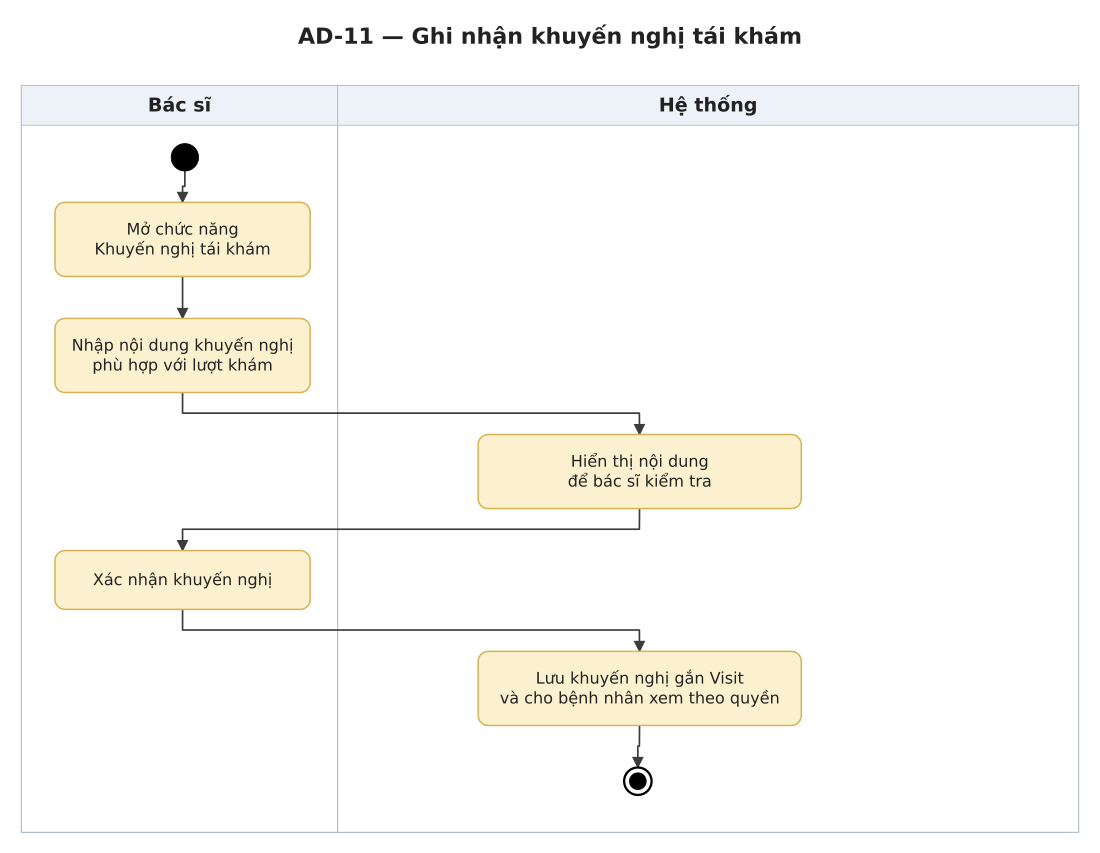 AD-11 — Ghi nhận khuyến nghị tái khám
Bác sĩ
Hệ thống
Mở chức năng
Khuyến nghị tái khám
Nhập nội dung khuyến nghị
phù hợp với lượt khám
Hiển thị nội dung
để bác sĩ kiểm tra
Xác nhận khuyến nghị
Lưu khuyến nghị gắn Visit
và cho bệnh nhân xem theo quyền